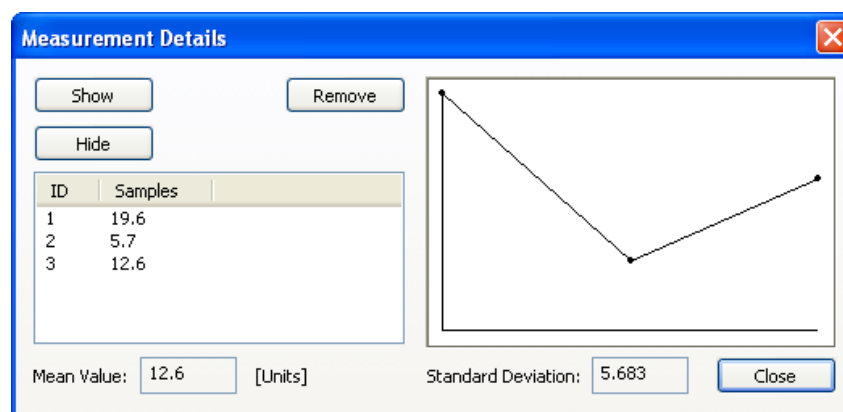 Measurement Details
Show
Remove
Hide
ID Samples
1 19.6
2 5.7
3 12.6
Mean Value: 12.6 [Units]
Standard Deviation: 5.683
Close